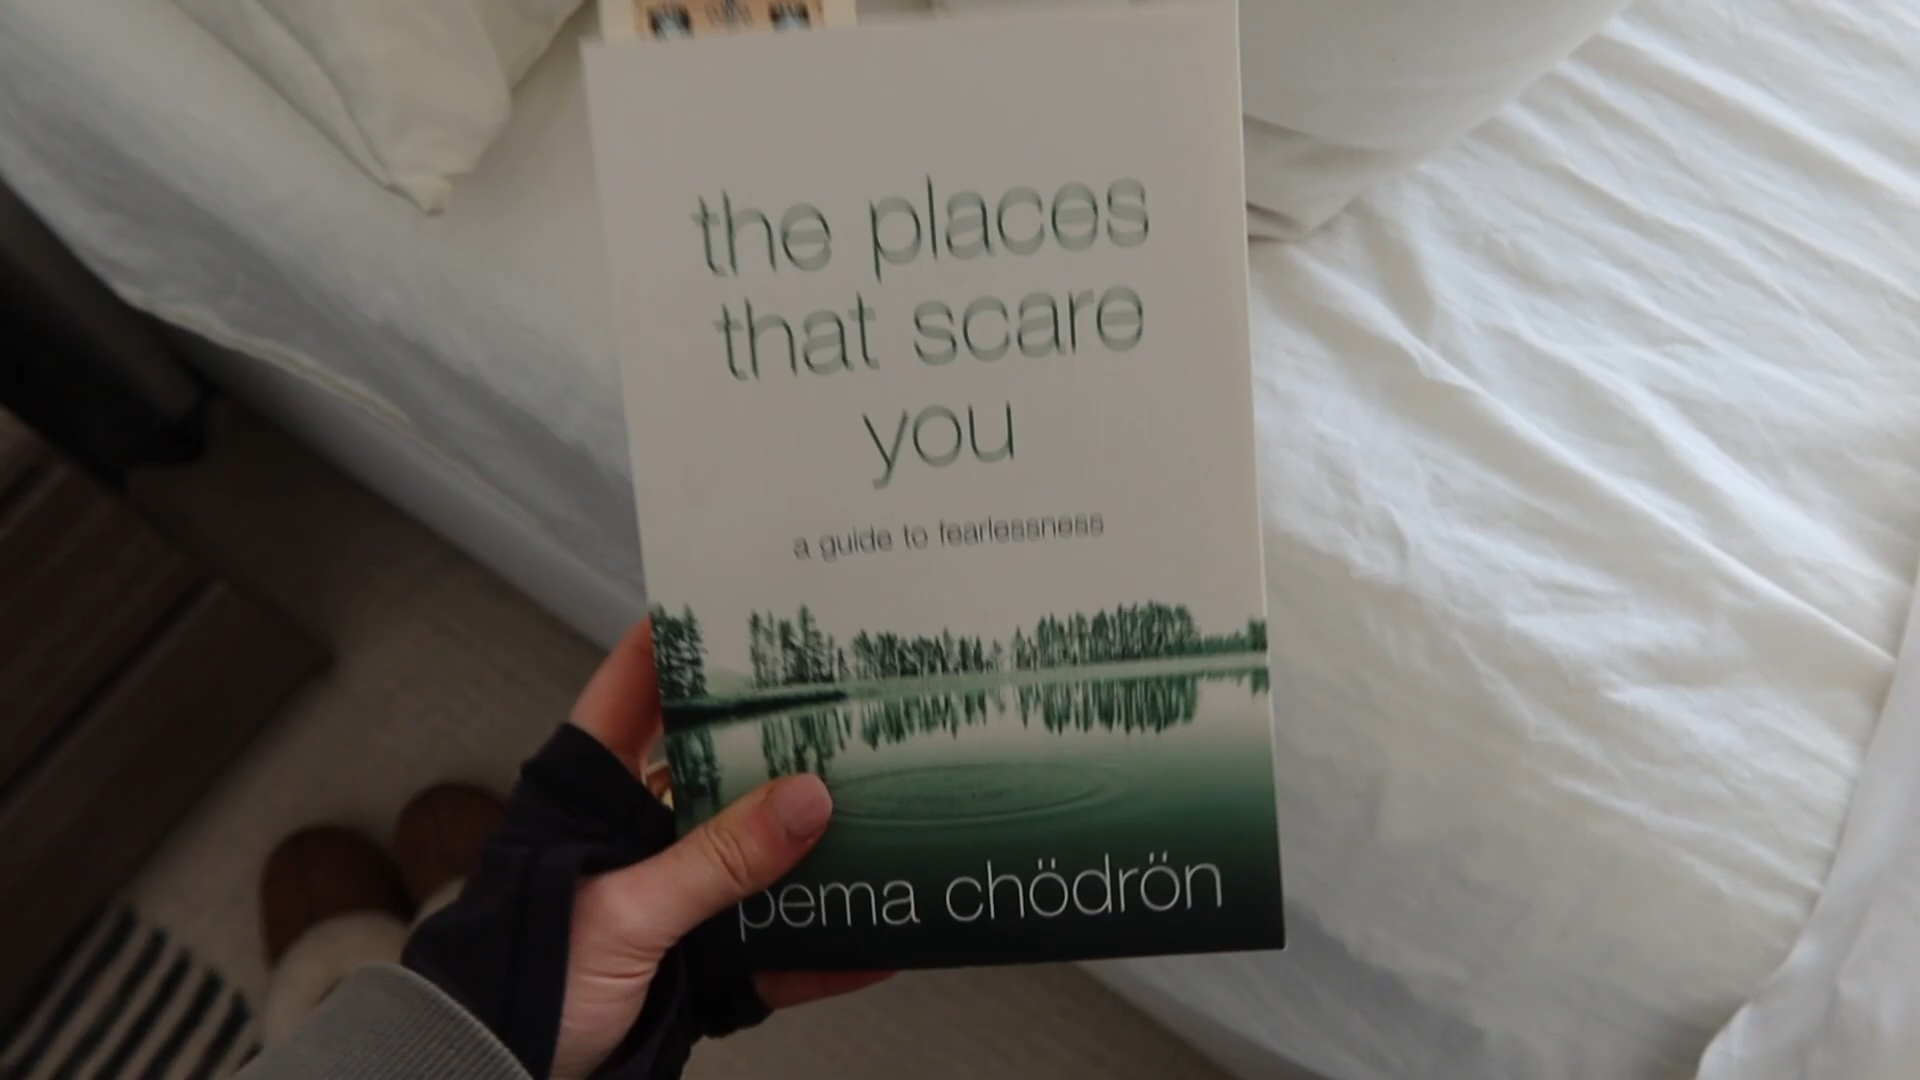 the places
that scare
you
a guide to fearlessness
pema chödrön